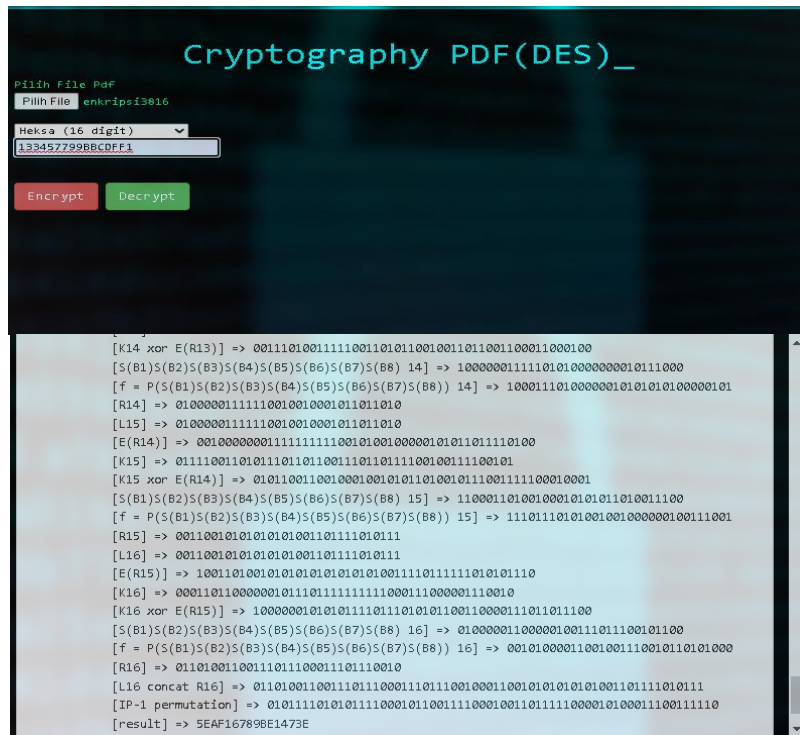 Cryptography PDF(DES)_
Pilih File Pdf
Pilih File enkripsi3816
Heksa (16 digit)
133457799BBCDFF1
Encrypt Decrypt
[K14 xor E(R13)] => 001110100111110011010110010011011001100011000100
[S(B1)S(B2)S(B3)S(B4)S(B5)S(B6)S(B7)S(B8) 14] => 10000001111101010000000010111000
[f = P(S(B1)S(B2)S(B3)S(B4)S(B5)S(B6)S(B7)S(B8)) 14] => 10001110100000010101010100000101
[R14] => 01000001111110010010001011011010
[L15] => 01000001111110010010001011011010
[E(R14)] => 001000000011111111110010100100000101011011110100
[K15] => 011110011010111011011001110110111100100111100101
[K15 xor E(R14)] => 010110011001000100101011010010111001111100010001
[S(B1)S(B2)S(B3)S(B4)S(B5)S(B6)S(B7)S(B8) 15] => 11000110100100010101011010011100
[f = P(S(B1)S(B2)S(B3)S(B4)S(B5)S(B6)S(B7)S(B8)) 15] => 11101110101001001000000100111001
[R15] => 00110010101010101001101111010111
[L16] => 00110010101010101001101111010111
[E(R15)] => 100110100101010101010101010011110111111010101110
[K16] => 000110110000001011101111111000111000001110010
[K16 xor E(R15)] => 100000010101011111011101010110011000011101101100
[S(B1)S(B2)S(B3)S(B4)S(B5)S(B6)S(B7)S(B8) 16] => 01000001100000100111011100101100
[f = P(S(B1)S(B2)S(B3)S(B4)S(B5)S(B6)S(B7)S(B8)) 16] => 00101000011001001110010110101000
[R16] => 01101001100111011100011101110010
[L16 concat R16] => 0110100110011101110001110111001000110010101010101001101111010111
[IP-1 permutation] => 0101111010101111000101100111100010011011111000010100011100111110
[result] => 5EAF16789BE1473E